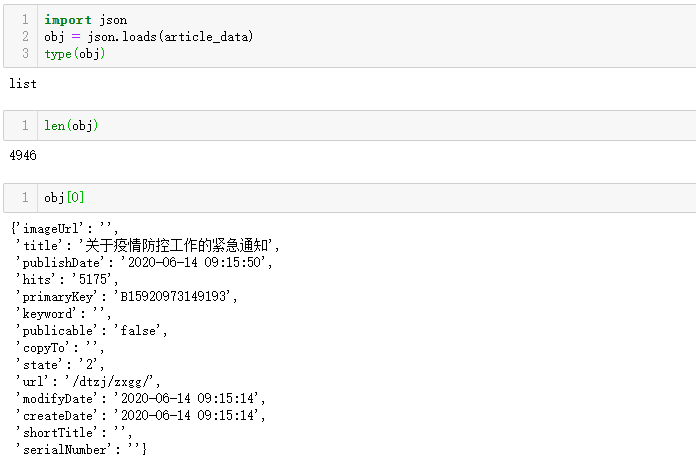 1 import json
2 obj = json.loads(article_data)
3 type(obj)
list
1 len(obj)
4946
1 obj[0]
{'imageUrl': '',
'title': '关于疫情防控工作的紧急通知',
'publishDate': '2020-06-14 09:15:50',
'hits': '5175',
'primaryKey': 'B15920973149193',
'keyword': '',
'publicable': 'false',
'copyTo': '',
'state': '2',
'url': '/dtzj/zxgg/',
'modifyDate': '2020-06-14 09:15:14',
'createDate': '2020-06-14 09:15:14',
'shortTitle': '',
'serialNumber': ''}